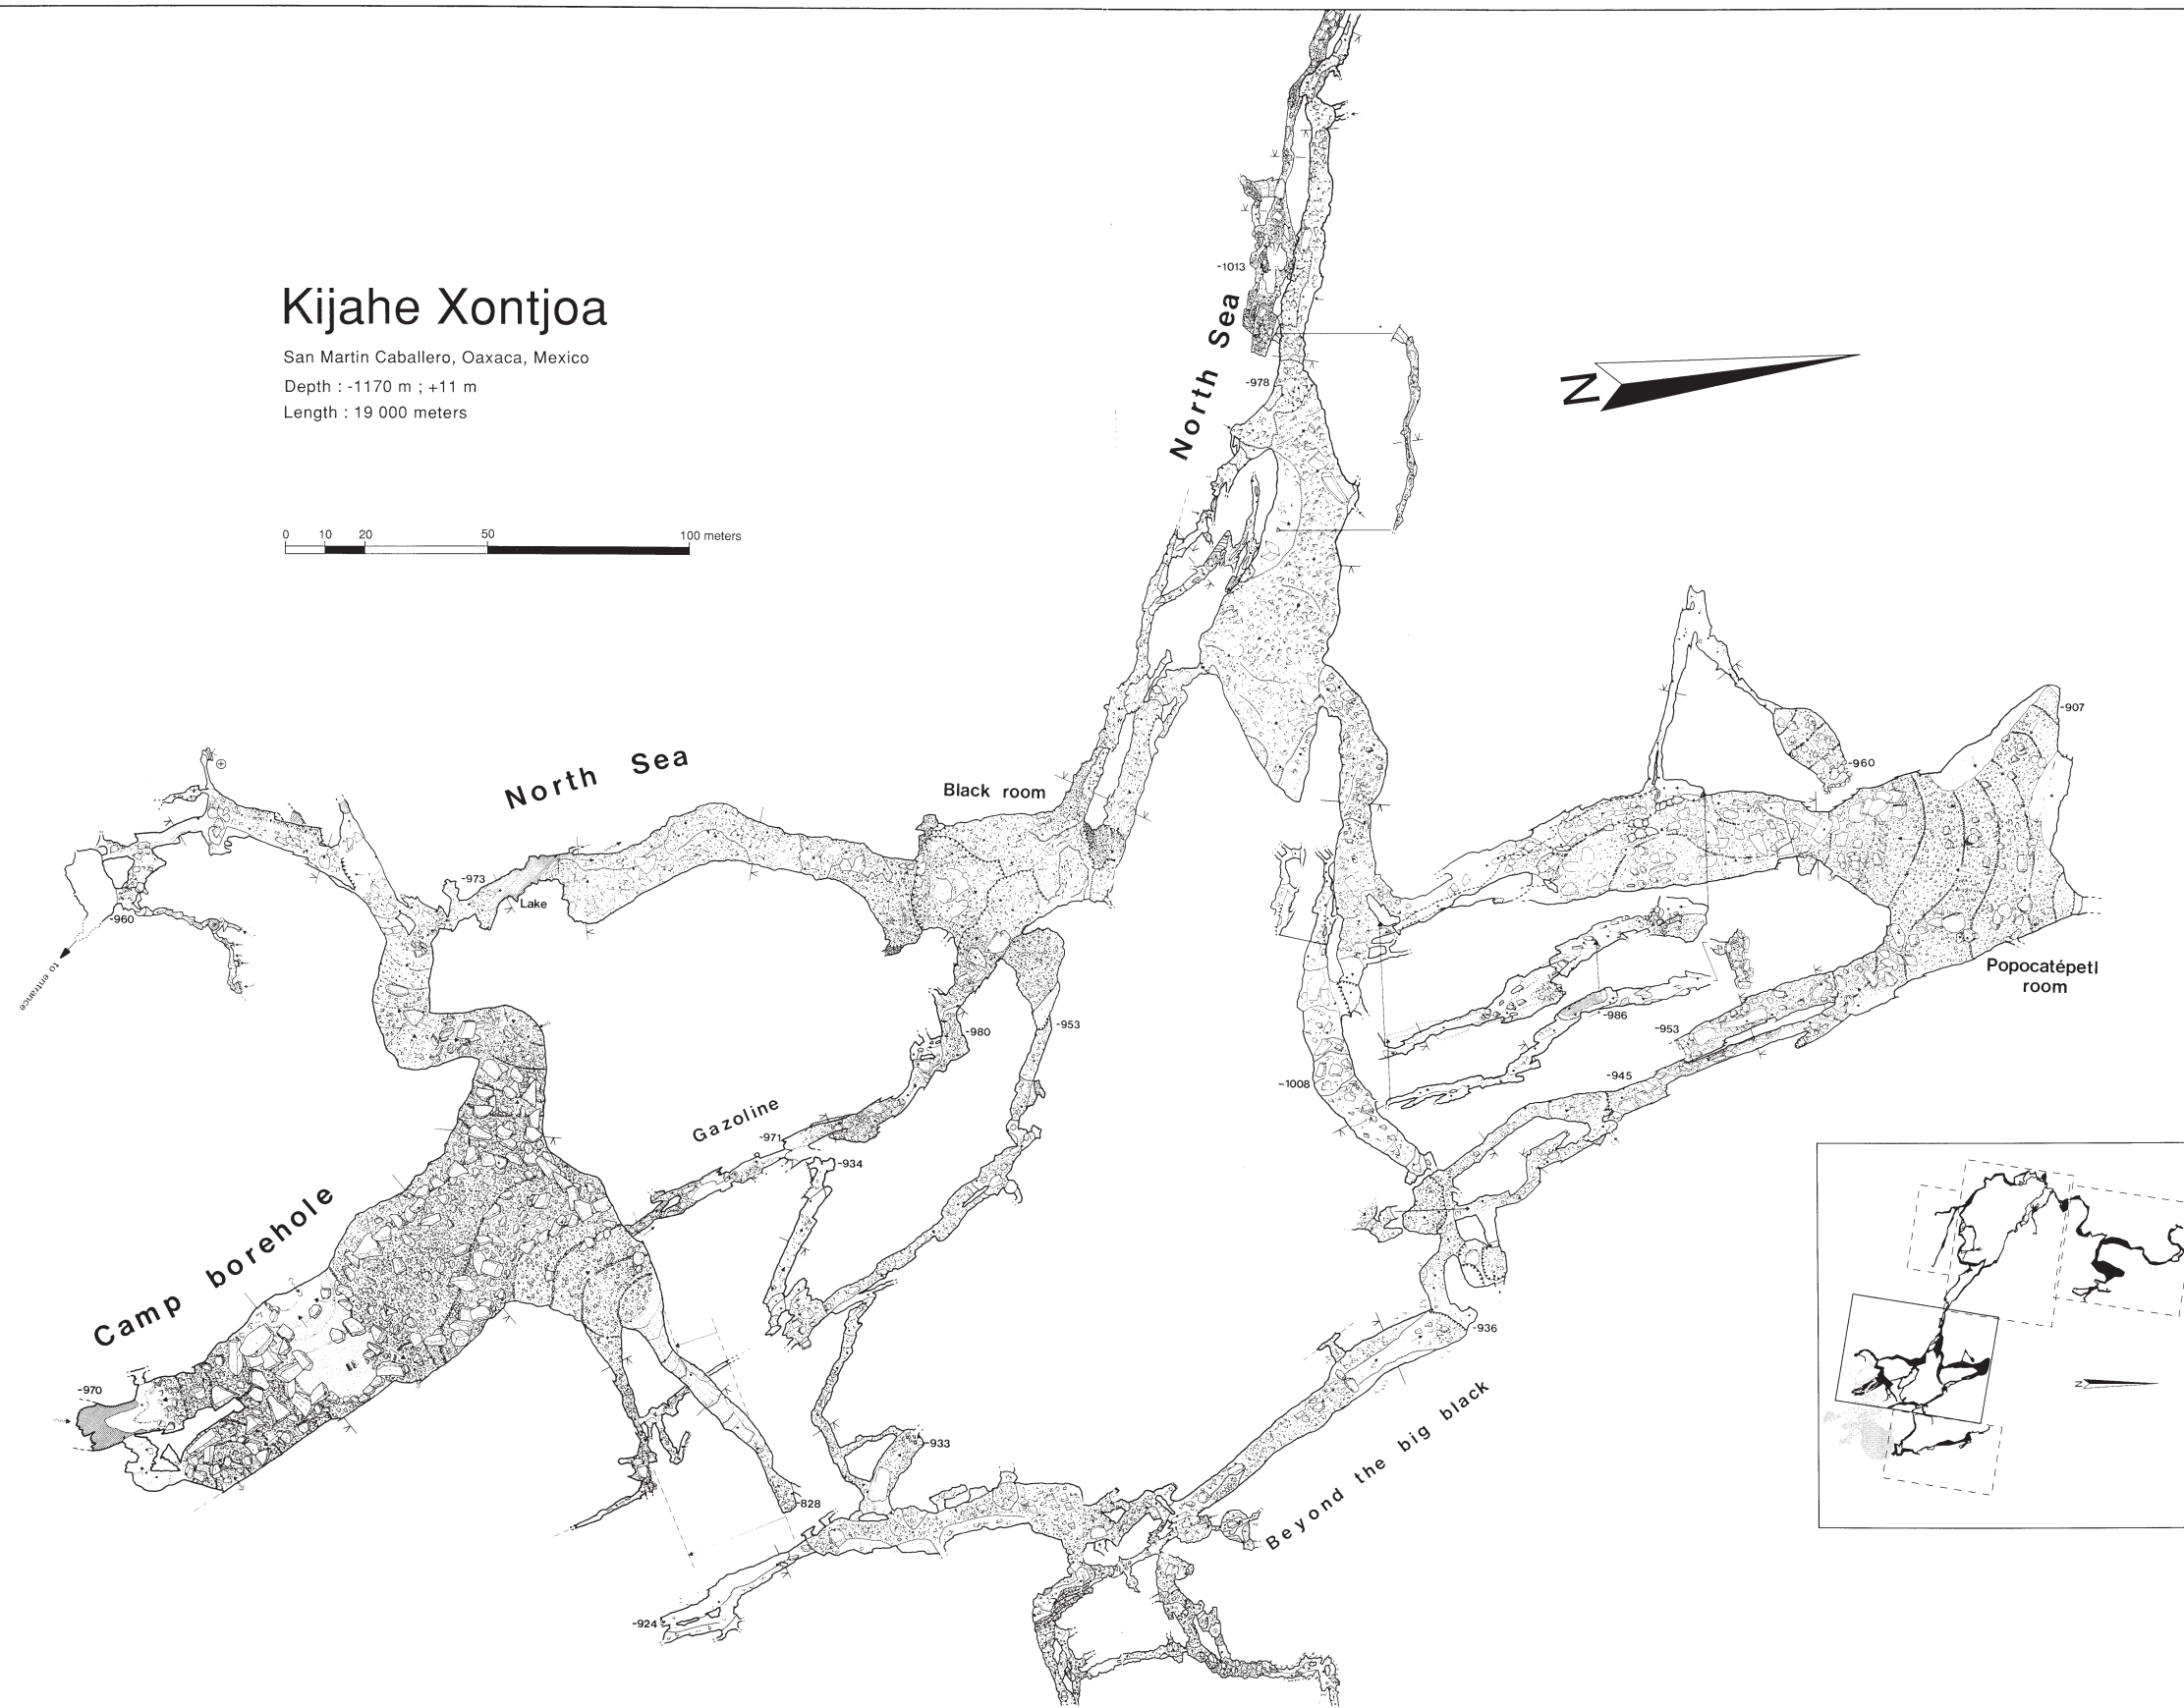 Kijahe Xontjoa
San Martin Caballero, Oaxaca, Mexico
Depth : -1170 m ; +11 m
Length : 19 000 meters
0 10 20 50 100 meters
North Sea
-1013
-978
N
North Sea
Black room
-973
Lake
-960
to entrance
-907
-960
Popocatépetl
room
-980
-953
-986
-953
-945
-1008
Gazoline
-971
-934
Camp borehole
-970
-936
Beyond the big black
-933
-828
-924
N